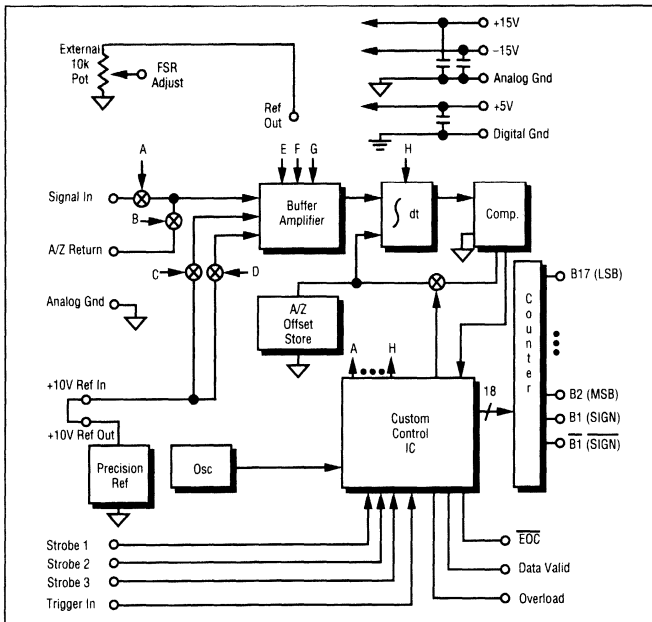 External
10k
Pot
FSR
Adjust
Ref
Out
+15V
–15V
Analog Gnd
+5V
Digital Gnd
A
E F G
H
Signal In
B
Buffer
Amplifier
∫ dt
Comp.
A/Z Return
C
D
Analog Gnd
A/Z
Offset
Store
A
H
Counter
B17 (LSB)
B2 (MSB)
B1 (SIGN)
B1 (SIGN)
18
+10V Ref In
+10V Ref Out
Precision
Ref
Osc
Custom
Control
IC
Strobe 1
Strobe 2
Strobe 3
Trigger In
EOC
Data Valid
Overload